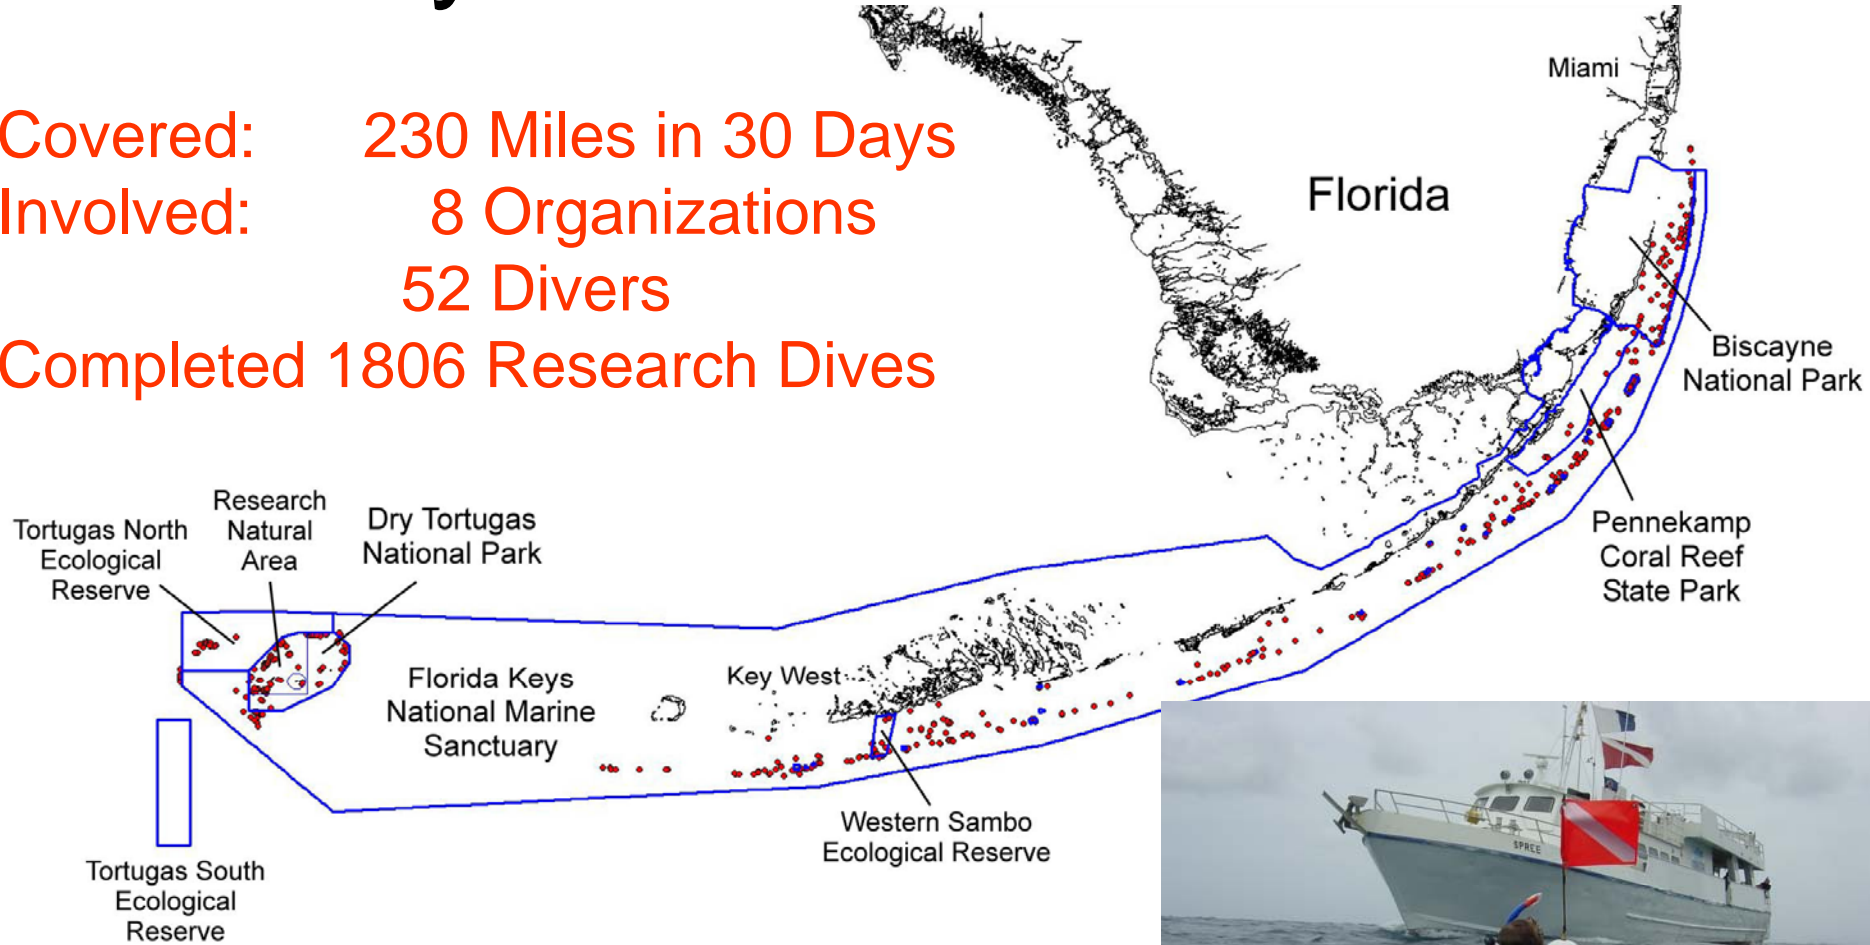 Covered: 230 Miles in 30 Days
Involved: 8 Organizations
52 Divers
Completed 1806 Research Dives
Miami
Florida
Biscayne
National Park
Pennekamp
Coral Reef
State Park
Tortugas North
Ecological
Reserve
Research
Natural
Area
Dry Tortugas
National Park
Florida Keys
National Marine
Sanctuary
Key West
Western Sambo
Ecological Reserve
Tortugas South
Ecological
Reserve
SPREE